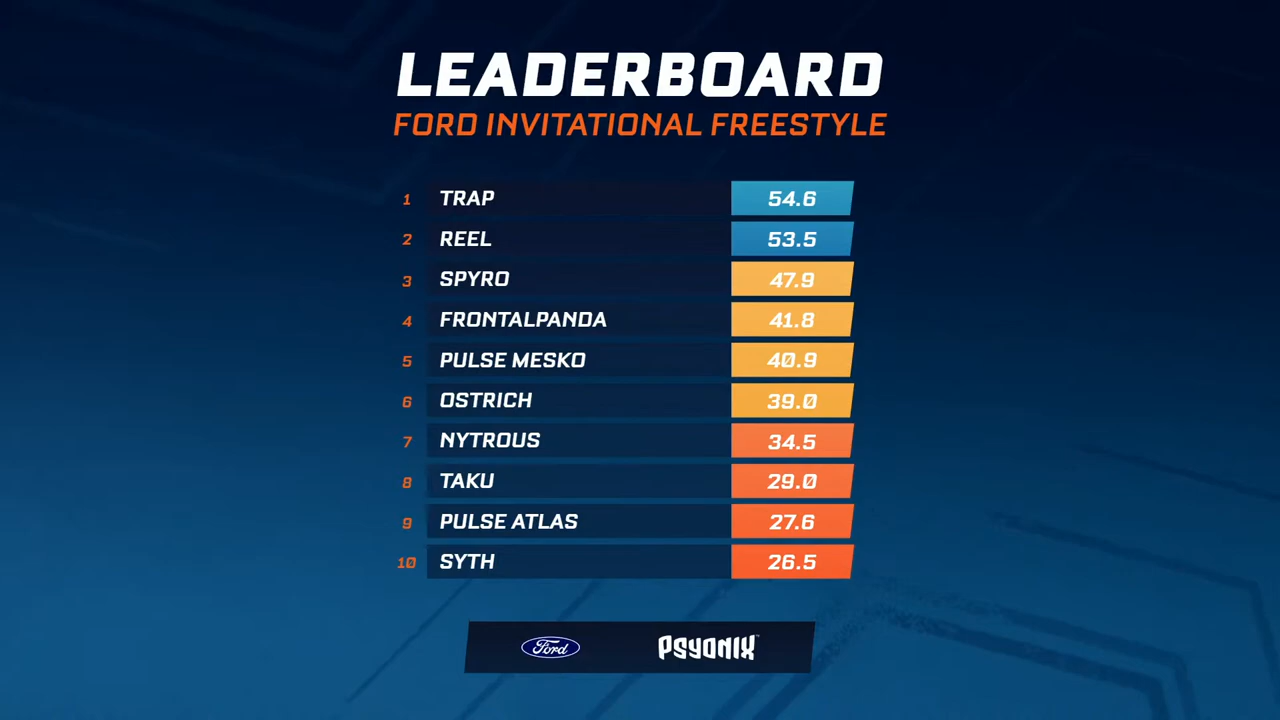 LEADERBOARD
FORD INVITATIONAL FREESTYLE
1 TRAP 54.6
2 REEL 53.5
3 SPYRO 47.9
4 FRONTALPANDA 41.8
5 PULSE MESKO 40.9
6 OSTRICH 39.0
7 NYTROUS 34.5
8 TAKU 29.0
9 PULSE ATLAS 27.6
10 SYTH 26.5
Ford PSYONIX™